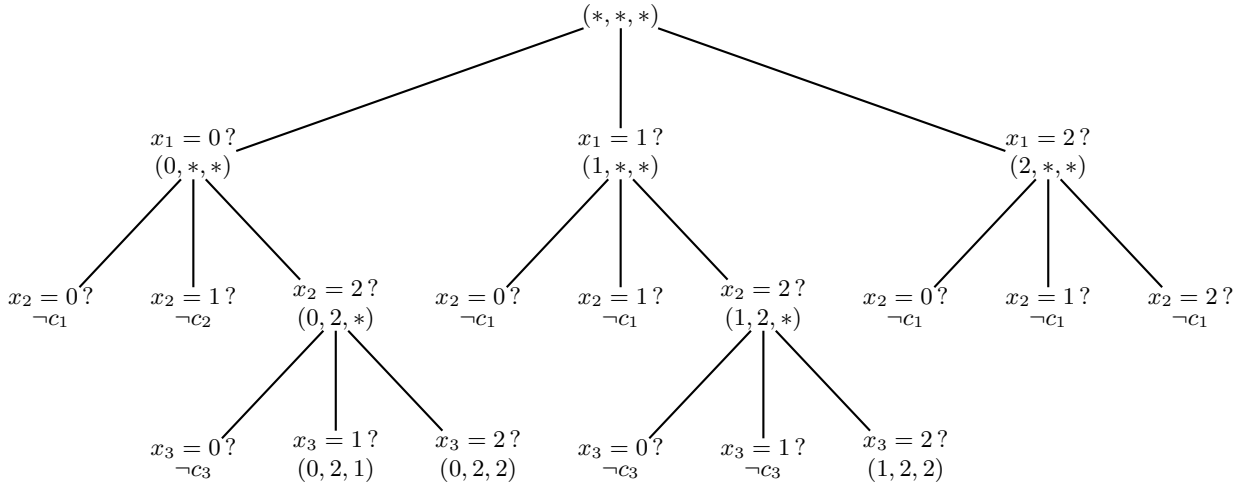 (∗, ∗, ∗)
x₁ = 0 ? x₁ = 1 ? x₁ = 2 ?
(0, ∗, ∗) (1, ∗, ∗) (2, ∗, ∗)
x₂ = 0 ? x₂ = 1 ? x₂ = 2 ? x₂ = 0 ? x₂ = 1 ? x₂ = 2 ? x₂ = 0 ? x₂ = 1 ? x₂ = 2 ?
¬c₁ ¬c₂ (0, 2, ∗) ¬c₁ ¬c₁ (1, 2, ∗) ¬c₁ ¬c₁ ¬c₁
x₃ = 0 ? x₃ = 1 ? x₃ = 2 ? x₃ = 0 ? x₃ = 1 ? x₃ = 2 ?
¬c₃ (0, 2, 1) (0, 2, 2) ¬c₃ ¬c₃ (1, 2, 2)